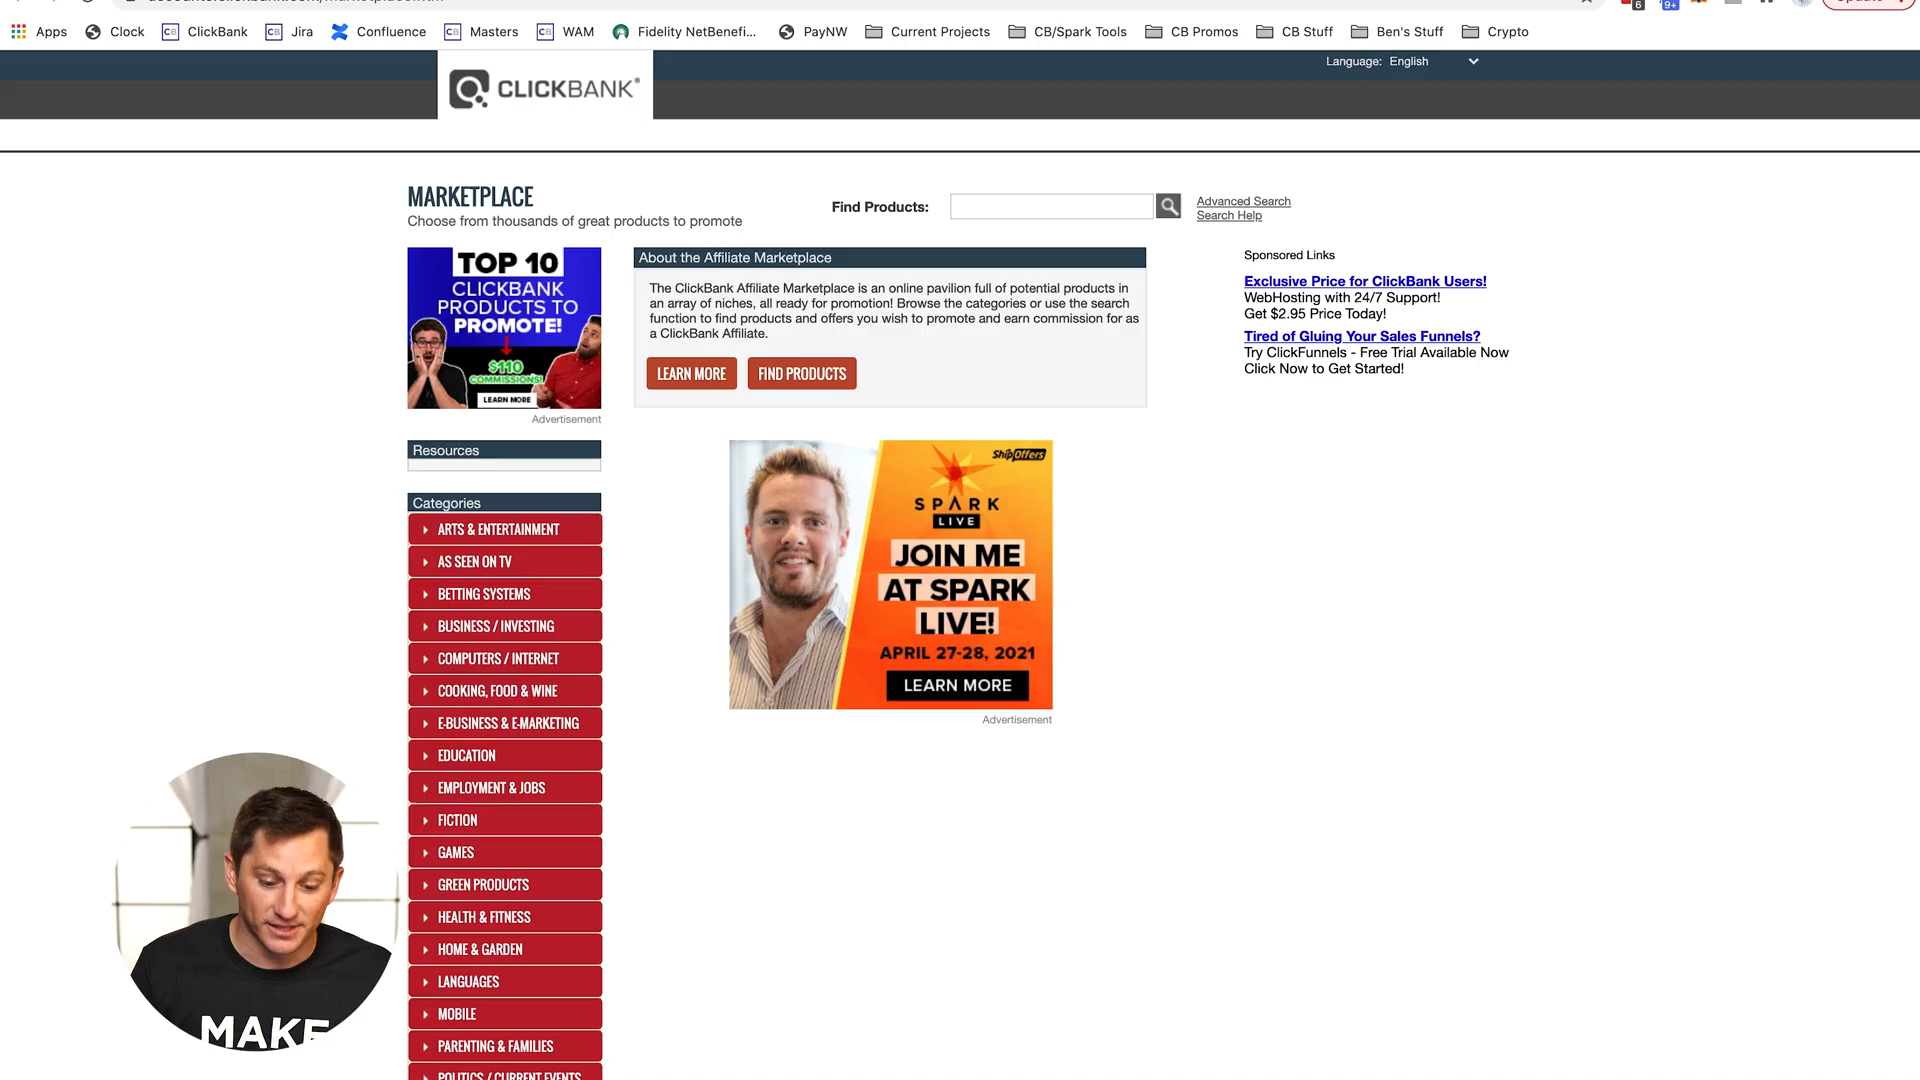 Apps
Clock
CB
ClickBank
CB
Jira
Confluence
CB
Masters
CB
WAM
Fidelity NetBenefi...
PayNW
Current Projects
CB/Spark Tools
CB Promos
CB Stuff
Ben's Stuff
Crypto
6
9+
Language: English
CLICKBANK®
MARKETPLACE
Choose from thousands of great products to promote
Find Products:
Advanced Search
Search Help
TOP 10
CLICKBANK
PRODUCTS TO
PROMOTE!
$110
COMMISSIONS!
LEARN MORE
Advertisement
About the Affiliate Marketplace
The ClickBank Affiliate Marketplace is an online pavilion full of potential products in
an array of niches, all ready for promotion! Browse the categories or use the search
function to find products and offers you wish to promote and earn commission for as
a ClickBank Affiliate.
LEARN MORE
FIND PRODUCTS
Sponsored Links
Exclusive Price for ClickBank Users!
WebHosting with 24/7 Support!
Get $2.95 Price Today!
Tired of Gluing Your Sales Funnels?
Try ClickFunnels - Free Trial Available Now
Click Now to Get Started!
Resources
Categories
ARTS & ENTERTAINMENT
AS SEEN ON TV
BETTING SYSTEMS
BUSINESS / INVESTING
COMPUTERS / INTERNET
COOKING, FOOD & WINE
E-BUSINESS & E-MARKETING
EDUCATION
EMPLOYMENT & JOBS
FICTION
GAMES
GREEN PRODUCTS
HEALTH & FITNESS
HOME & GARDEN
LANGUAGES
MOBILE
PARENTING & FAMILIES
POLITICS / CURRENT EVENTS
ShipOffers
SPARK
LIVE
JOIN ME
AT SPARK
LIVE!
APRIL 27-28, 2021
LEARN MORE
Advertisement
MAKE